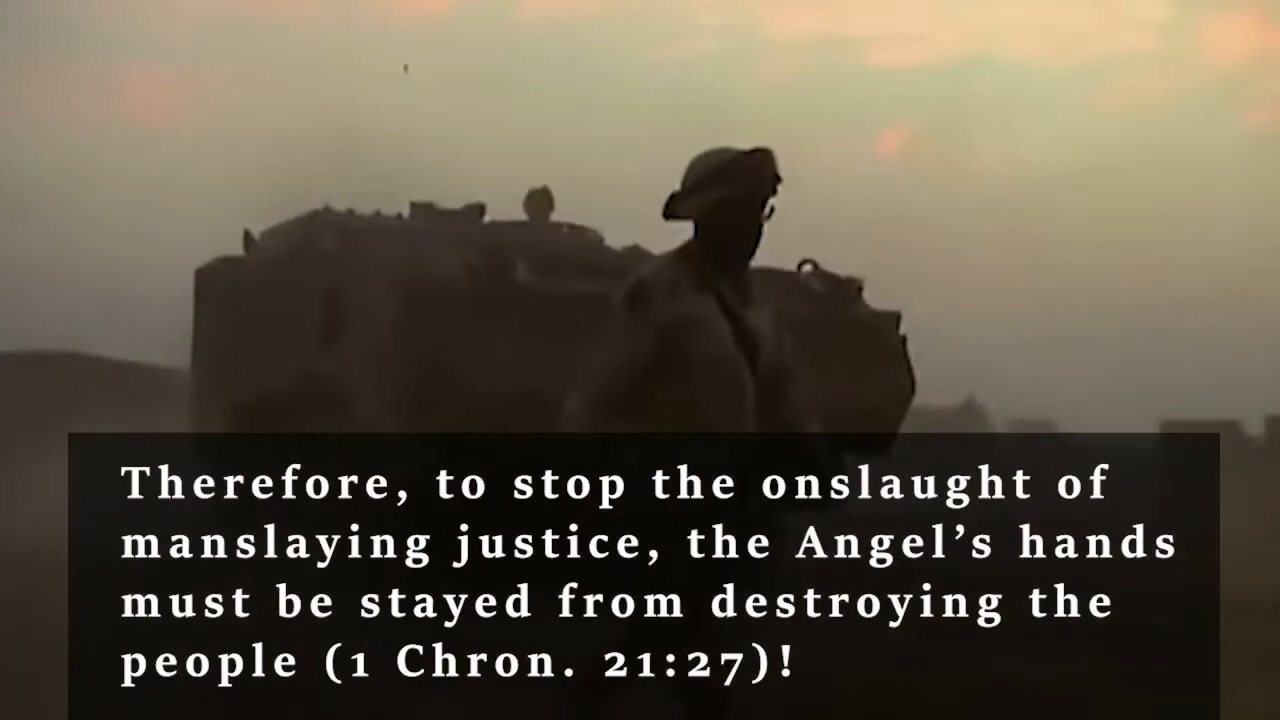 Therefore, to stop the onslaught of
manslaying justice, the Angel’s hands
must be stayed from destroying the
people (1 Chron. 21:27)!